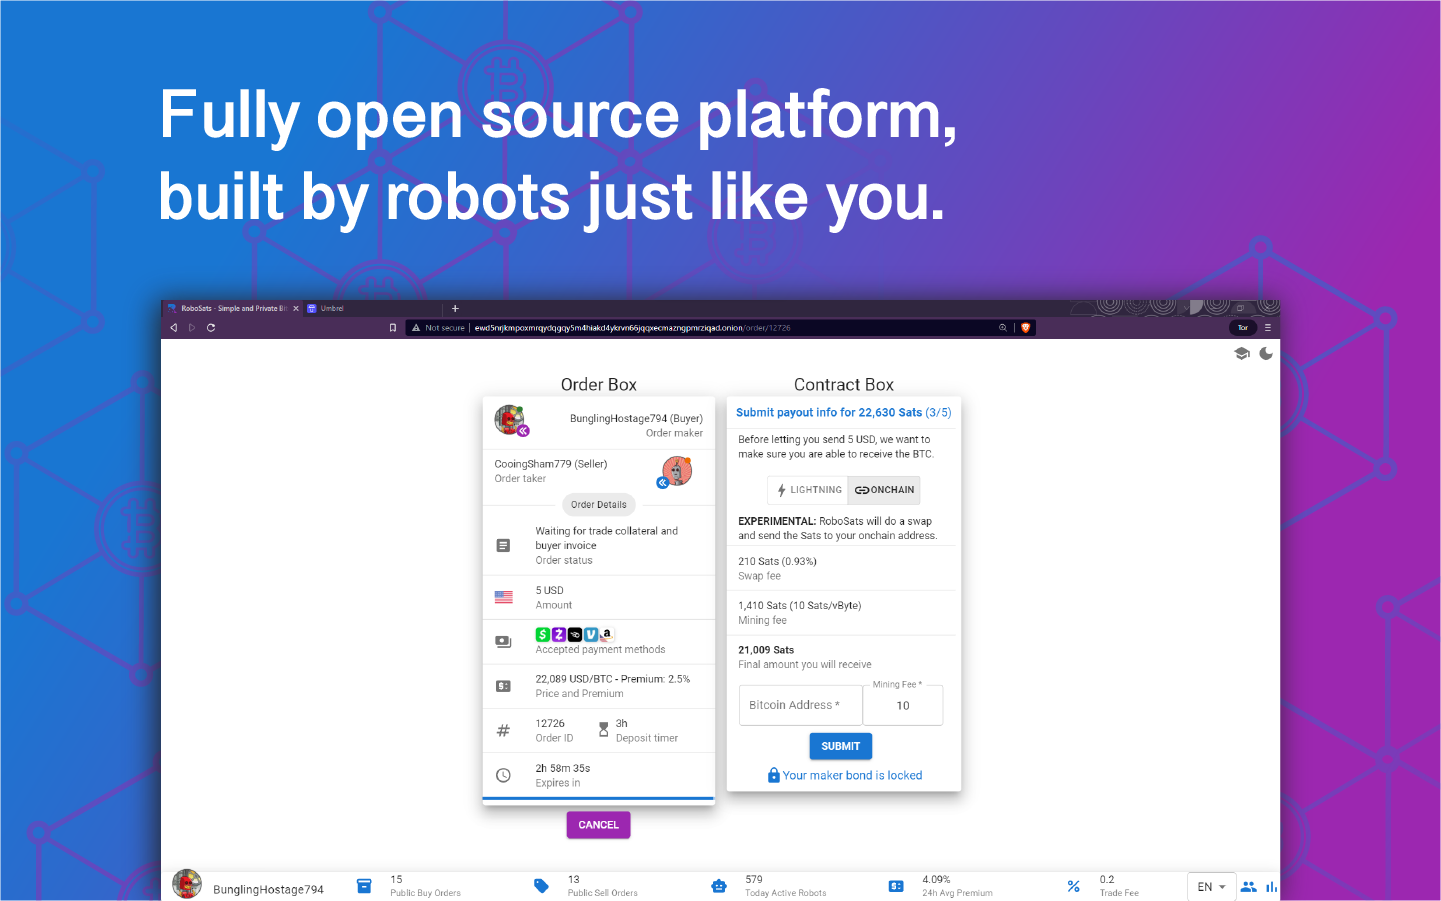 Fully open source platform,
built by robots just like you.
RoboSats - Simple and Private Bi
Umbrel
Not secure
ewd5nrjkmpoxmrqydqgqy5m4hiakd4ykrvn66jqqxecmazngpmrziqad.onion/order/12726
Tor
Order Box
BunglingHostage794 (Buyer)
Order maker
CooingSham779 (Seller)
Order taker
Order Details
Waiting for trade collateral and
buyer invoice
Order status
5 USD
Amount
Accepted payment methods
22,089 USD/BTC - Premium: 2.5%
Price and Premium
12726
Order ID
3h
Deposit timer
2h 58m 35s
Expires in
CANCEL
Contract Box
Submit payout info for 22,630 Sats (3/5)
Before letting you send 5 USD, we want to
make sure you are able to receive the BTC.
LIGHTNING
ONCHAIN
EXPERIMENTAL: RoboSats will do a swap
and send the Sats to your onchain address.
210 Sats (0.93%)
Swap fee
1,410 Sats (10 Sats/vByte)
Mining fee
21,009 Sats
Final amount you will receive
Bitcoin Address *
Mining Fee *
10
SUBMIT
Your maker bond is locked
BunglingHostage794
15
Public Buy Orders
13
Public Sell Orders
579
Today Active Robots
4.09%
24h Avg Premium
0.2
Trade Fee
EN